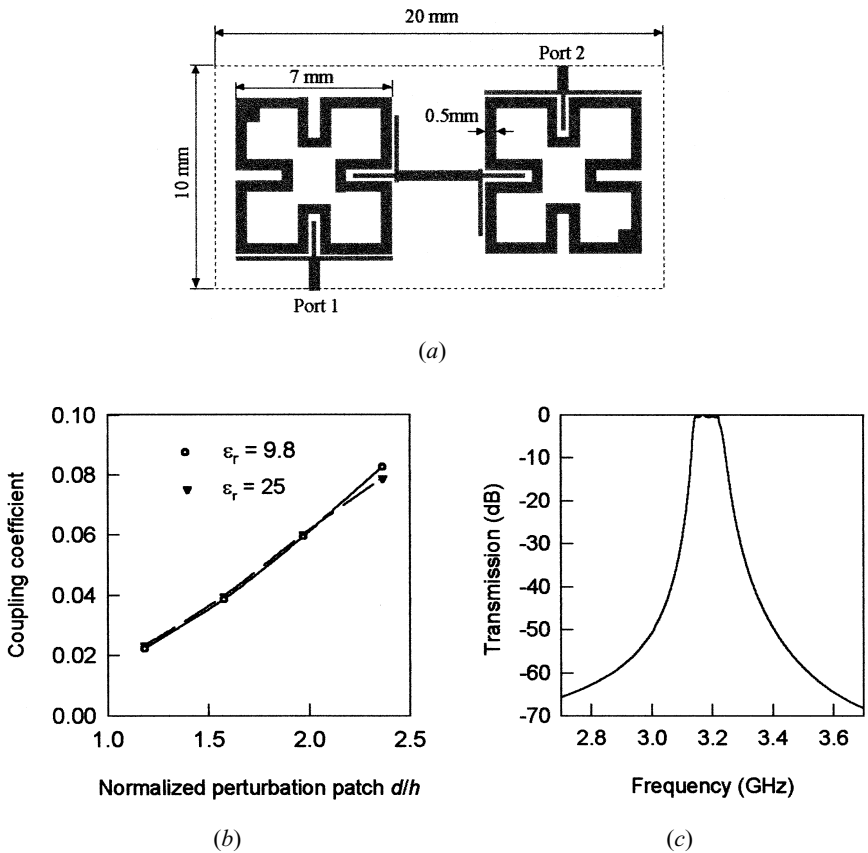 20 mm
Port 2
7 mm
0.5mm
10 mm
Port 1
(a)
0.10
0.08
0.06
0.04
0.02
0.00
εr = 9.8
εr = 25
Coupling coefficient
1.0 1.5 2.0 2.5
Normalized perturbation patch d/h
(b)
0
-10
-20
-30
-40
-50
-60
-70
Transmission (dB)
2.8 3.0 3.2 3.4 3.6
Frequency (GHz)
(c)